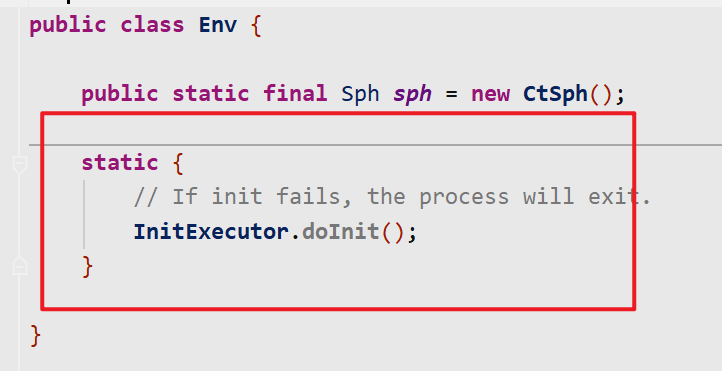 public class Env {
public static final Sph sph = new CtSph();
static {
// If init fails, the process will exit.
InitExecutor.doInit();
}
}